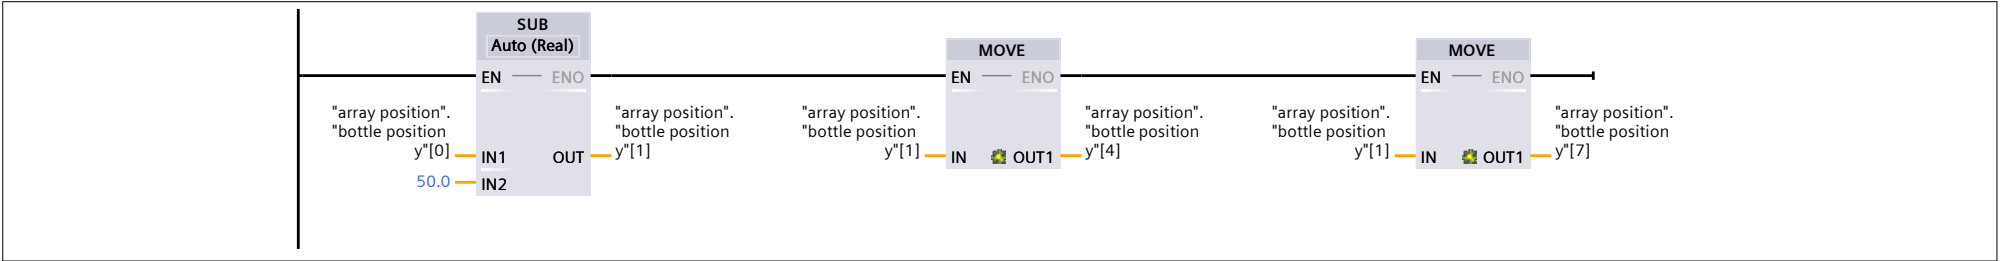 SUB
Auto (Real)
EN
ENO
"array position".
"bottle position
y"[0]
IN1
50.0
IN2
OUT
"array position".
"bottle position
y"[1]
MOVE
EN
ENO
"array position".
"bottle position
y"[1]
IN
OUT1
"array position".
"bottle position
y"[4]
MOVE
EN
ENO
"array position".
"bottle position
y"[1]
IN
OUT1
"array position".
"bottle position
y"[7]